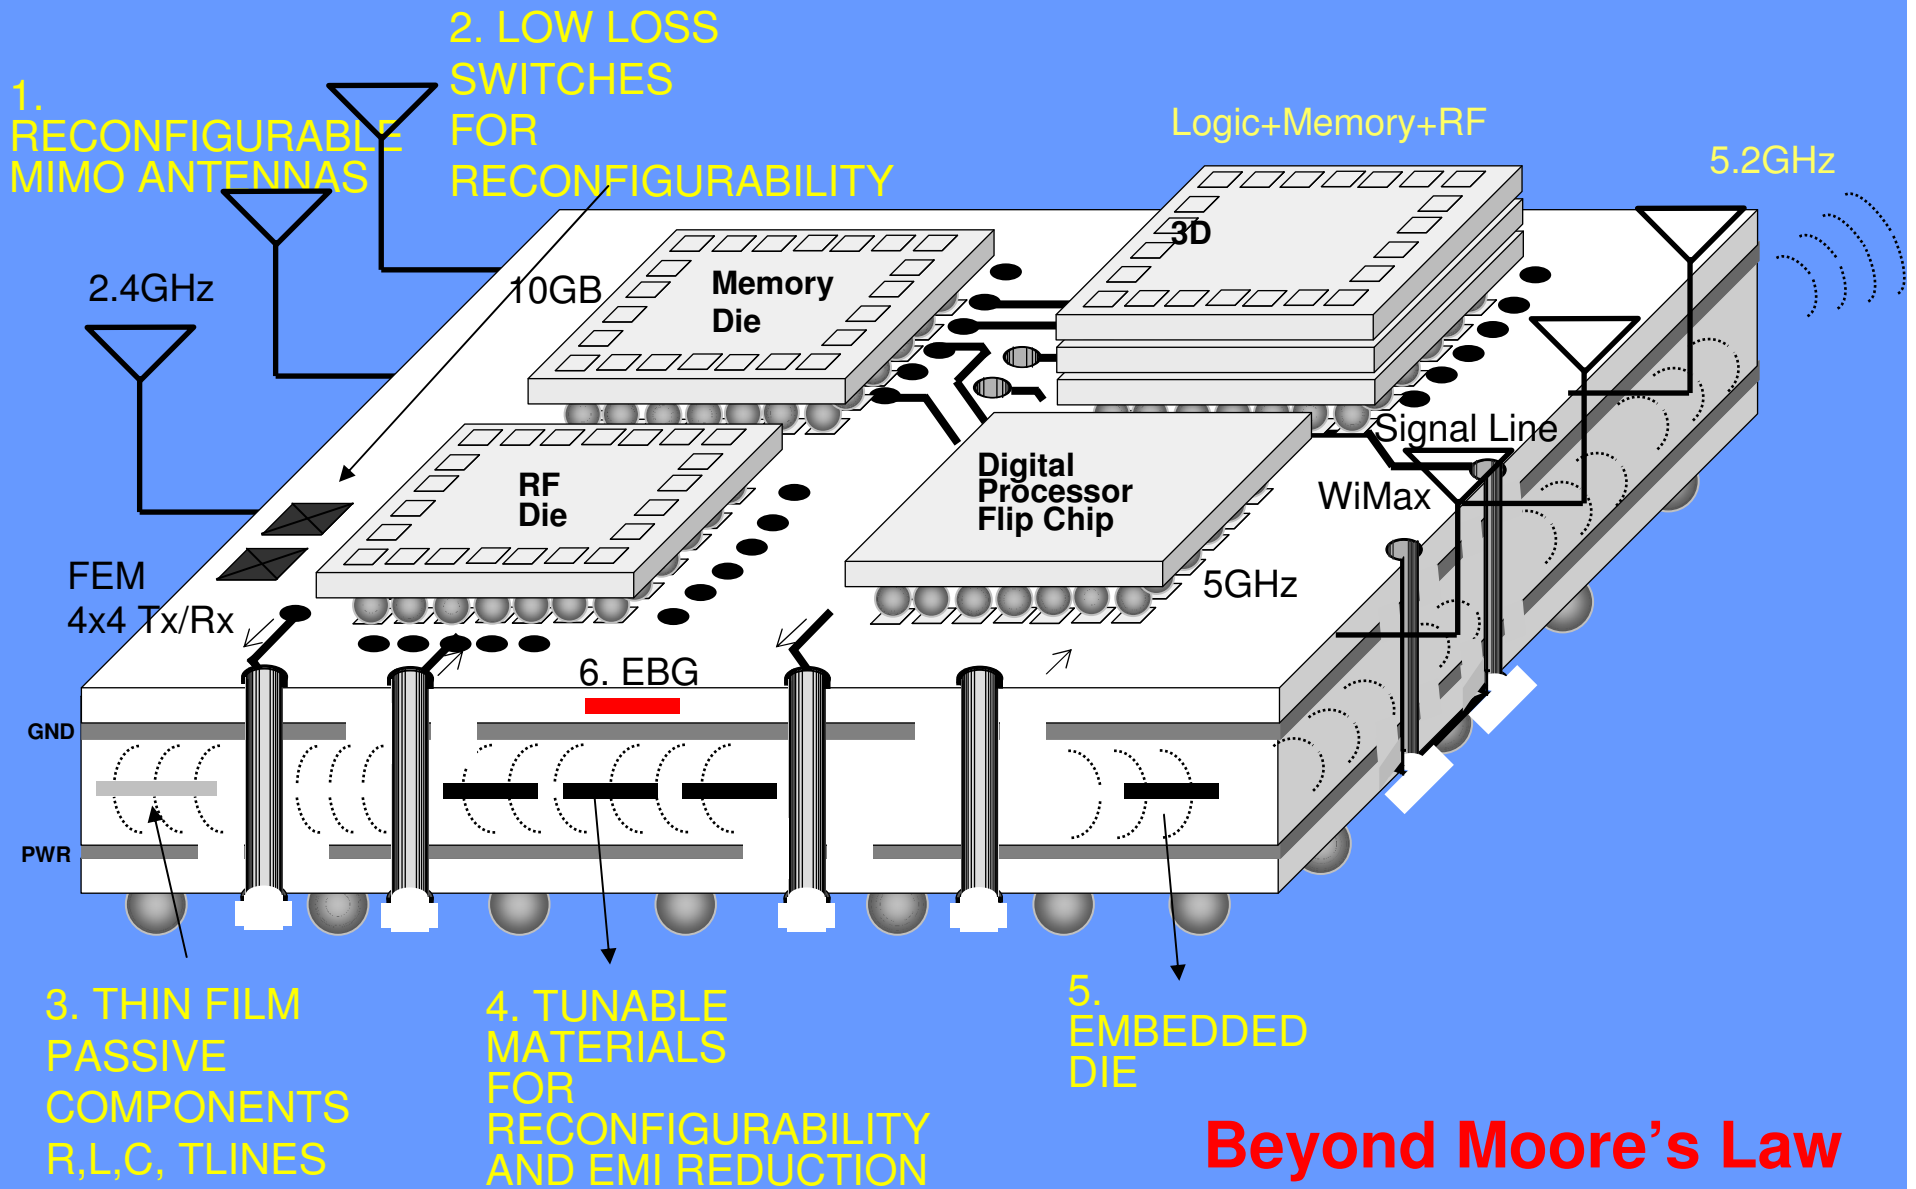 1.
RECONFIGURABLE
MIMO ANTENNAS
2. LOW LOSS
SWITCHES
FOR
RECONFIGURABILITY
Logic+Memory+RF
5.2GHz
2.4GHz
10GB
Memory
Die
3D
RF
Die
Digital
Processor
Flip Chip
Signal Line
WiMax
5GHz
FEM
4x4 Tx/Rx
6. EBG
GND
PWR
3. THIN FILM
PASSIVE
COMPONENTS
R,L,C, TLINES
4. TUNABLE
MATERIALS
FOR
RECONFIGURABILITY
AND EMI REDUCTION
5.
EMBEDDED
DIE
Beyond Moore’s Law